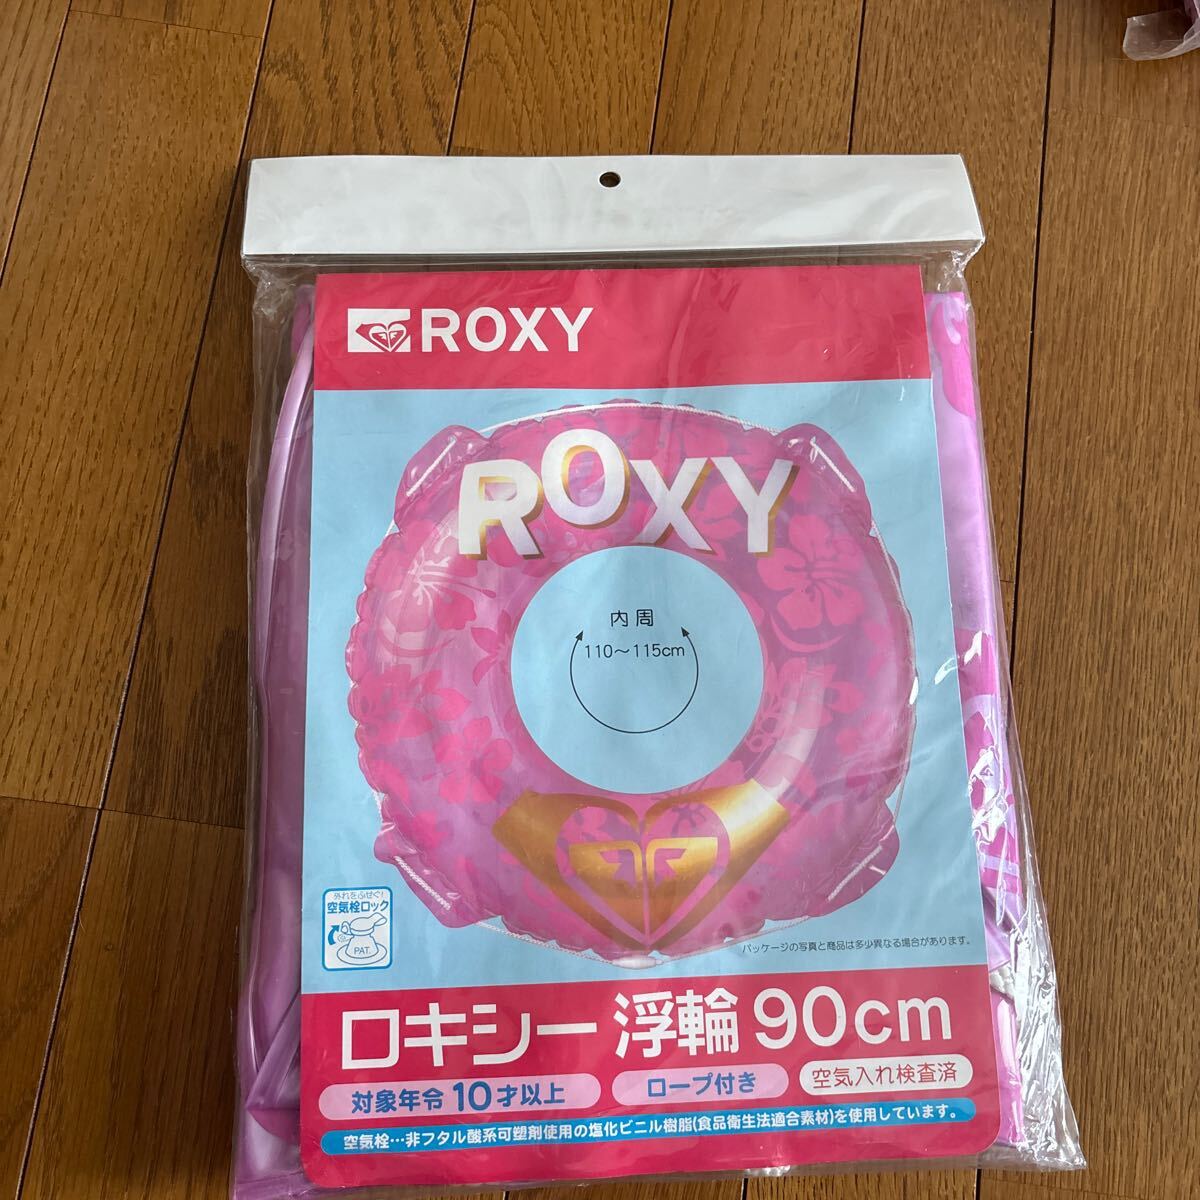 ROXY
ROXY
内周
110〜115cm
外れをふせぐ!
空気栓ロック
PAT.
パッケージの写真と商品は多少異なる場合があります。
ロキシー 浮輪 90cm
対象年令10才以上 ロープ付き 空気入れ検査済
空気栓…非フタル酸系可塑剤使用の塩化ビニル樹脂(食品衛生法適合素材)を使用しています。